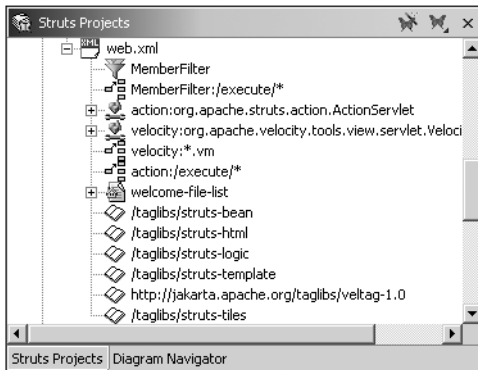 Struts Projects
XML
web.xml
MemberFilter
MemberFilter:/execute/*
action:org.apache.struts.action.ActionServlet
velocity:org.apache.velocity.tools.view.servlet.Veloci
velocity:*.vm
action:/execute/*
welcome-file-list
/taglibs/struts-bean
/taglibs/struts-html
/taglibs/struts-logic
/taglibs/struts-template
http://jakarta.apache.org/taglibs/veltag-1.0
/taglibs/struts-tiles
Struts Projects Diagram Navigator